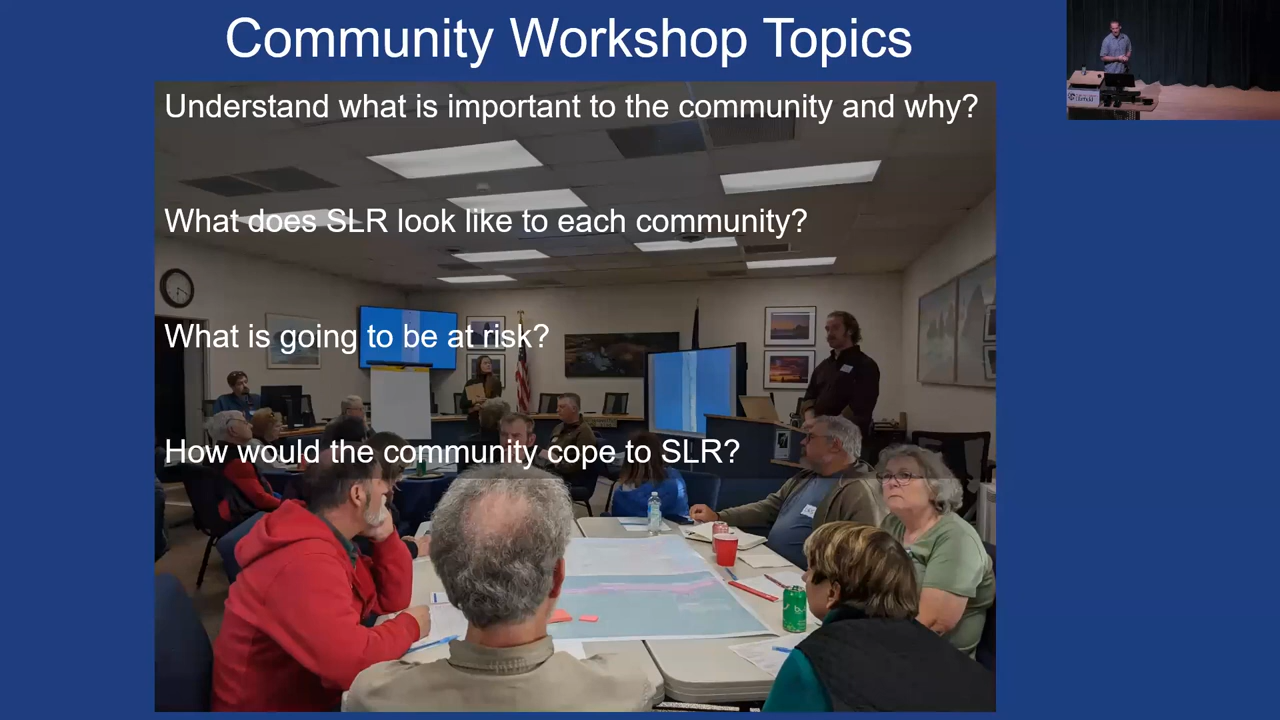 Community Workshop Topics
Understand what is important to the community and why?
What does SLR look like to each community?
What is going to be at risk?
How would the community cope to SLR?